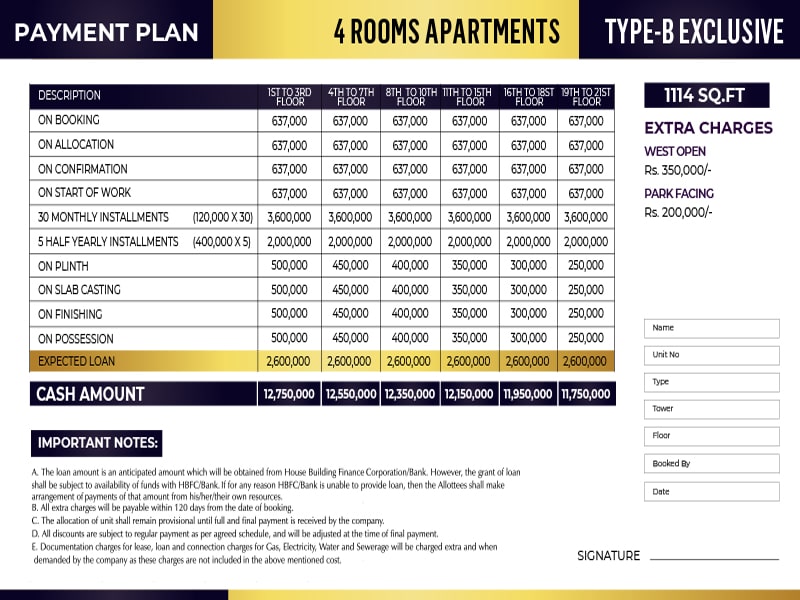 PAYMENT PLAN 4 ROOMS APARTMENTS TYPE-B EXCLUSIVE
DESCRIPTION 1ST TO 3RD FLOOR 4TH TO 7TH FLOOR 8TH TO 10TH FLOOR 11TH TO 15TH FLOOR 16TH TO 18ST FLOOR 19TH TO 21ST FLOOR
ON BOOKING 637,000 637,000 637,000 637,000 637,000 637,000
ON ALLOCATION 637,000 637,000 637,000 637,000 637,000 637,000
ON CONFIRMATION 637,000 637,000 637,000 637,000 637,000 637,000
ON START OF WORK 637,000 637,000 637,000 637,000 637,000 637,000
30 MONTHLY INSTALLMENTS (120,000 X 30) 3,600,000 3,600,000 3,600,000 3,600,000 3,600,000 3,600,000
5 HALF YEARLY INSTALLMENTS (400,000 X 5) 2,000,000 2,000,000 2,000,000 2,000,000 2,000,000 2,000,000
ON PLINTH 500,000 450,000 400,000 350,000 300,000 250,000
ON SLAB CASTING 500,000 450,000 400,000 350,000 300,000 250,000
ON FINISHING 500,000 450,000 400,000 350,000 300,000 250,000
ON POSSESSION 500,000 450,000 400,000 350,000 300,000 250,000
EXPECTED LOAN 2,600,000 2,600,000 2,600,000 2,600,000 2,600,000 2,600,000
CASH AMOUNT 12,750,000 12,550,000 12,350,000 12,150,000 11,950,000 11,750,000
1114 SQ.FT
EXTRA CHARGES
WEST OPEN
Rs. 350,000/-
PARK FACING
Rs. 200,000/-
Name
Unit No
Type
Tower
Floor
Booked By
Date
IMPORTANT NOTES:
A. The loan amount is an anticipated amount which will be obtained from House Building Finance Corporation/Bank. However, the grant of loan
shall be subject to availability of funds with HBFC/Bank. If for any reason HBFC/Bank is unable to provide loan, then the Allottees shall make
arrangement of payments of that amount from his/her/their own resources.
B. All extra charges will be payable within 120 days from the date of booking.
C. The allocation of unit shall remain provisional until full and final payment is received by the company.
D. All discounts are subject to regular payment as per agreed schedule, and will be adjusted at the time of final payment.
E. Documentation charges for lease, loan and connection charges for Gas, Electricity, Water and Sewerage will be charged extra and when
demanded by the company as these charges are not included in the above mentioned cost.
SIGNATURE